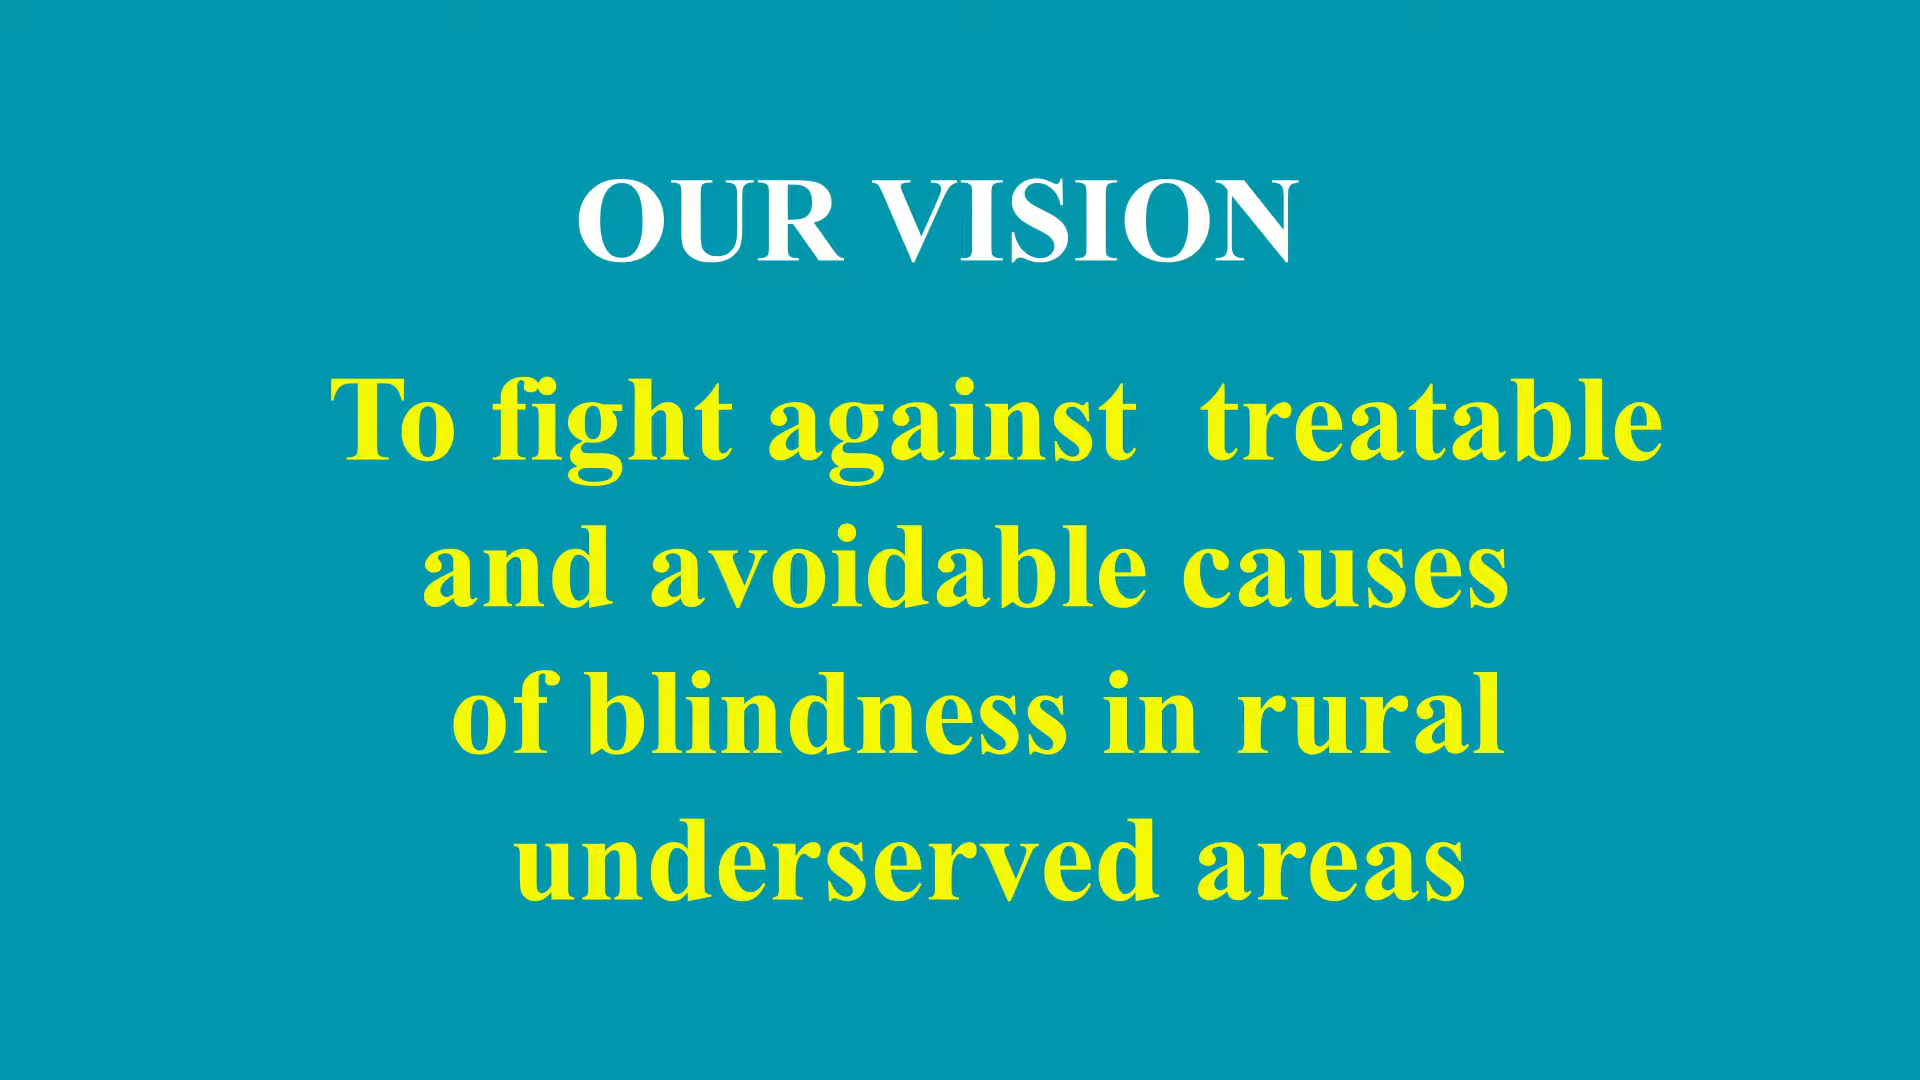 OUR VISION
To fight against  treatable
and avoidable causes
of blindness in rural
underserved areas